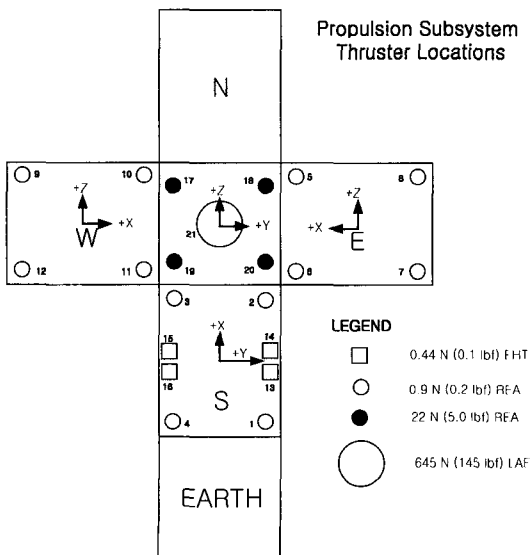 Propulsion Subsystem
Thruster Locations
N
9
10
17
18
5
8
+Z
+Z
+Z
+X
21
+Y
+X
W
E
12
11
19
20
6
7
3
2
+X
15
14
+Y
16
13
S
4
1
LEGEND
0.44 N (0.1 lbf) EHT
0.9 N (0.2 lbf) REA
22 N (5.0 lbf) REA
645 N (145 lbf) LAE
EARTH